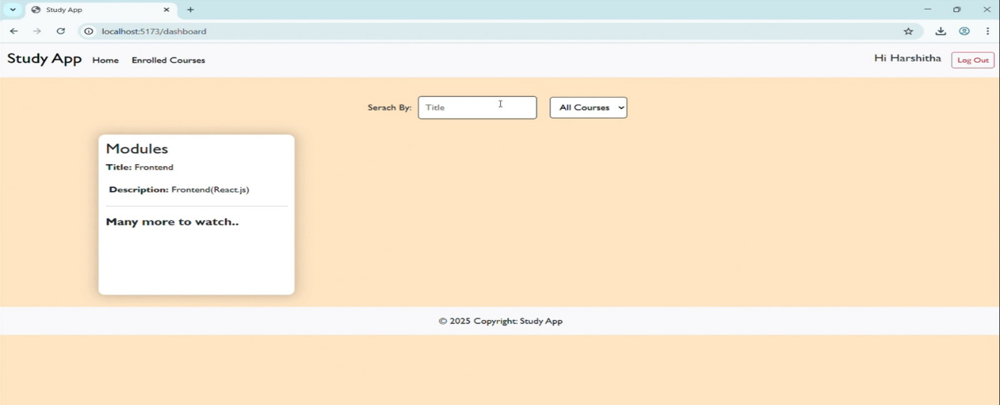 Study App
localhost:5173/dashboard
Study App Home Enrolled Courses Hi Harshitha Log Out
Serach By: Title All Courses
Modules
Title: Frontend
Description: Frontend(React.js)
Many more to watch..
© 2025 Copyright: Study App